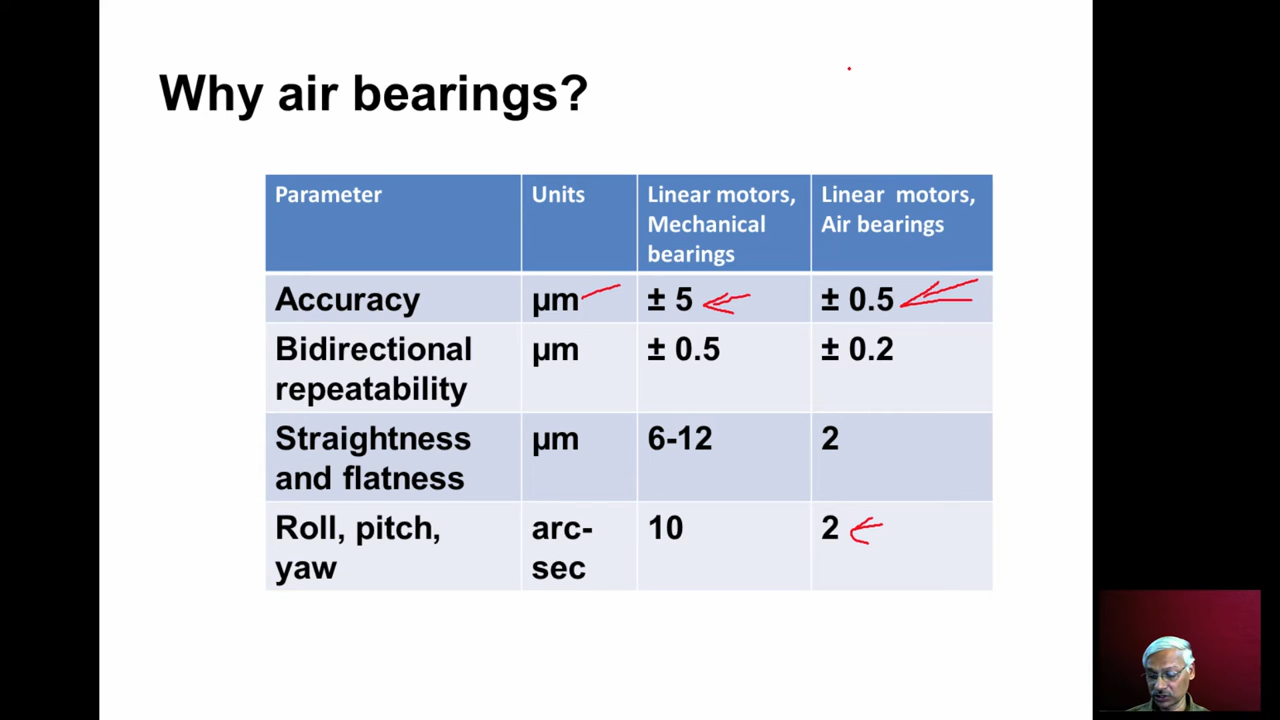 Why air bearings?
Parameter Units Linear motors, Mechanical bearings Linear motors, Air bearings
Accuracy µm ± 5 ± 0.5
Bidirectional repeatability µm ± 0.5 ± 0.2
Straightness and flatness µm 6-12 2
Roll, pitch, yaw arc-sec 10 2